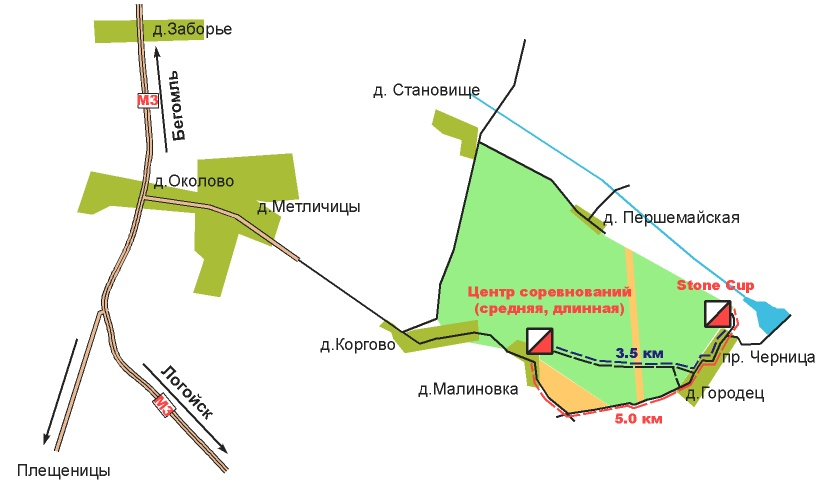 д.Заборье
М3
Бегомль
д. Становище
д.Околово
д.Метличицы
д. Першемайская
Центр соревнований
(средняя, длинная)
Stone Cup
д.Коргово
3.5 км
пр. Черница
д.Малиновка
д.Городец
5.0 км
Логойск
М3
Плещеницы